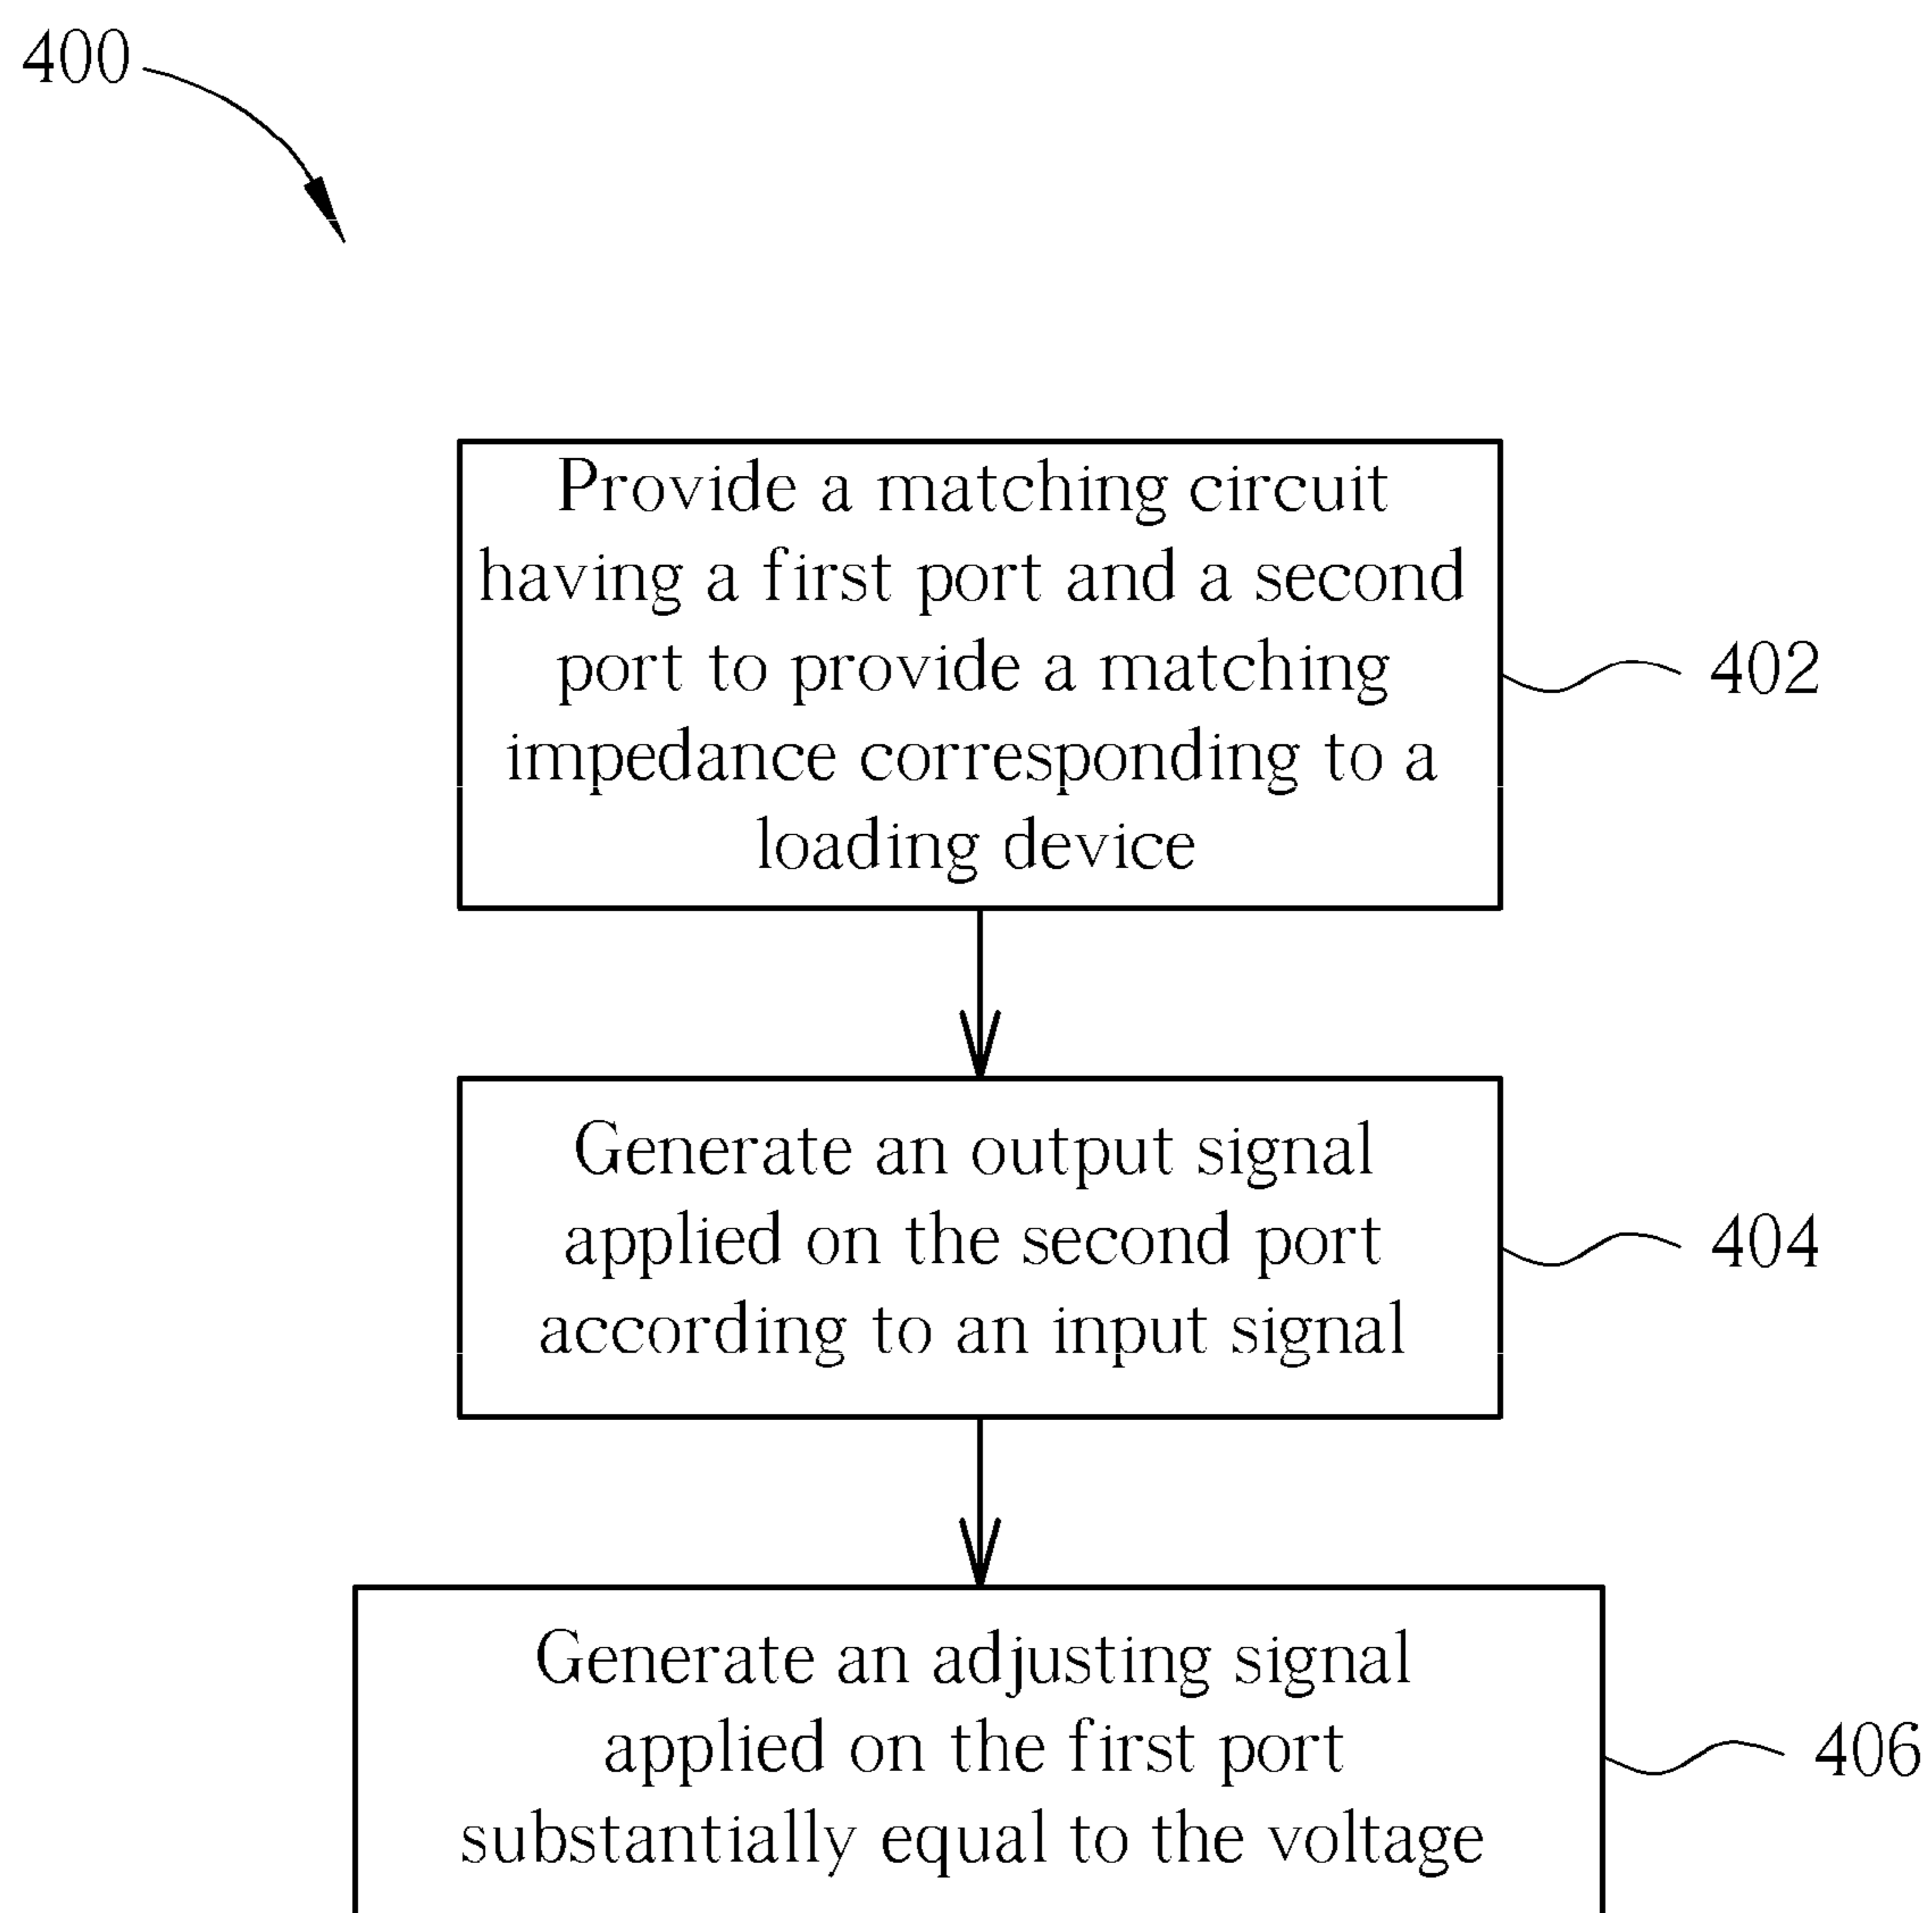 400
Provide a matching circuit
having a first port and a second
port to provide a matching
impedance corresponding to a
loading device
402
Generate an output signal
applied on the second port
according to an input signal
404
Generate an adjusting signal
applied on the first port
substantially equal to the voltage
406